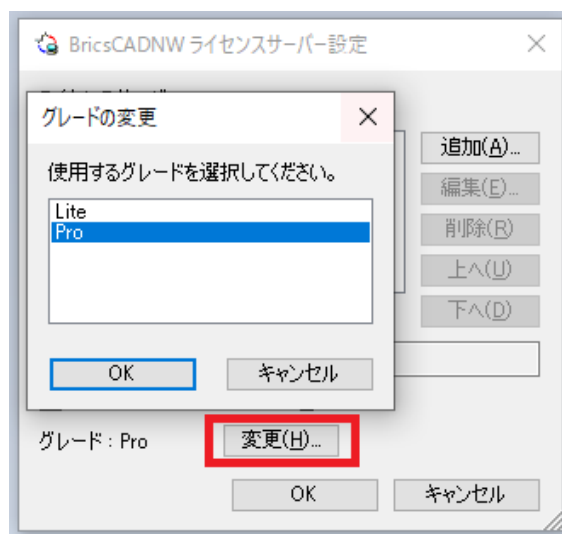 BricsCADNW ライセンスサーバー設定
グレードの変更
使用するグレードを選択してください。
Lite
Pro
OK
キャンセル
追加(A)...
編集(E)...
削除(R)
上へ(U)
下へ(D)
グレード : Pro
変更(H)...
OK
キャンセル